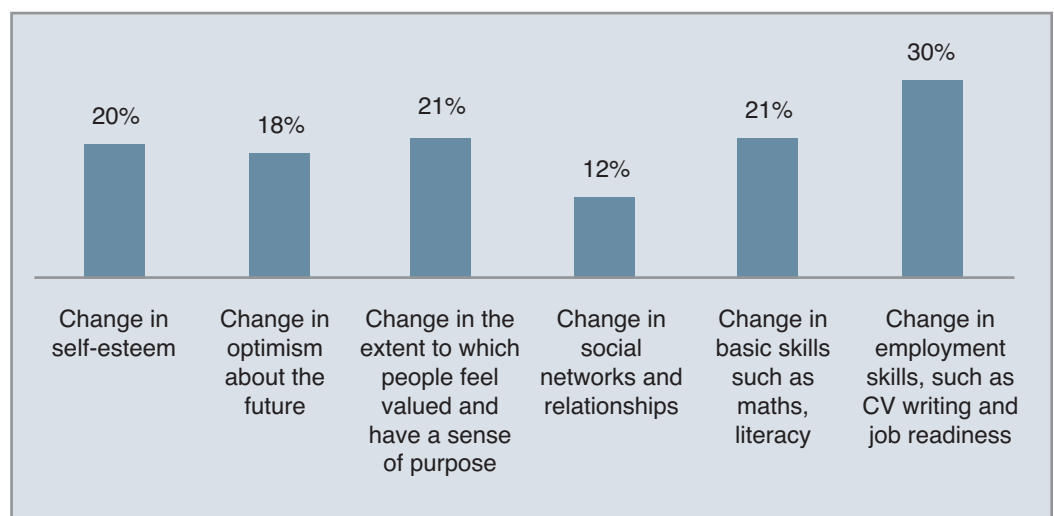 20%
18%
21%
12%
21%
30%
Change in
self-esteem
Change in
optimism
about the
future
Change in the
extent to which
people feel
valued and
have a sense
of purpose
Change in
social
networks and
relationships
Change in
basic skills
such as
maths,
literacy
Change in
employment
skills, such as
CV writing and
job readiness